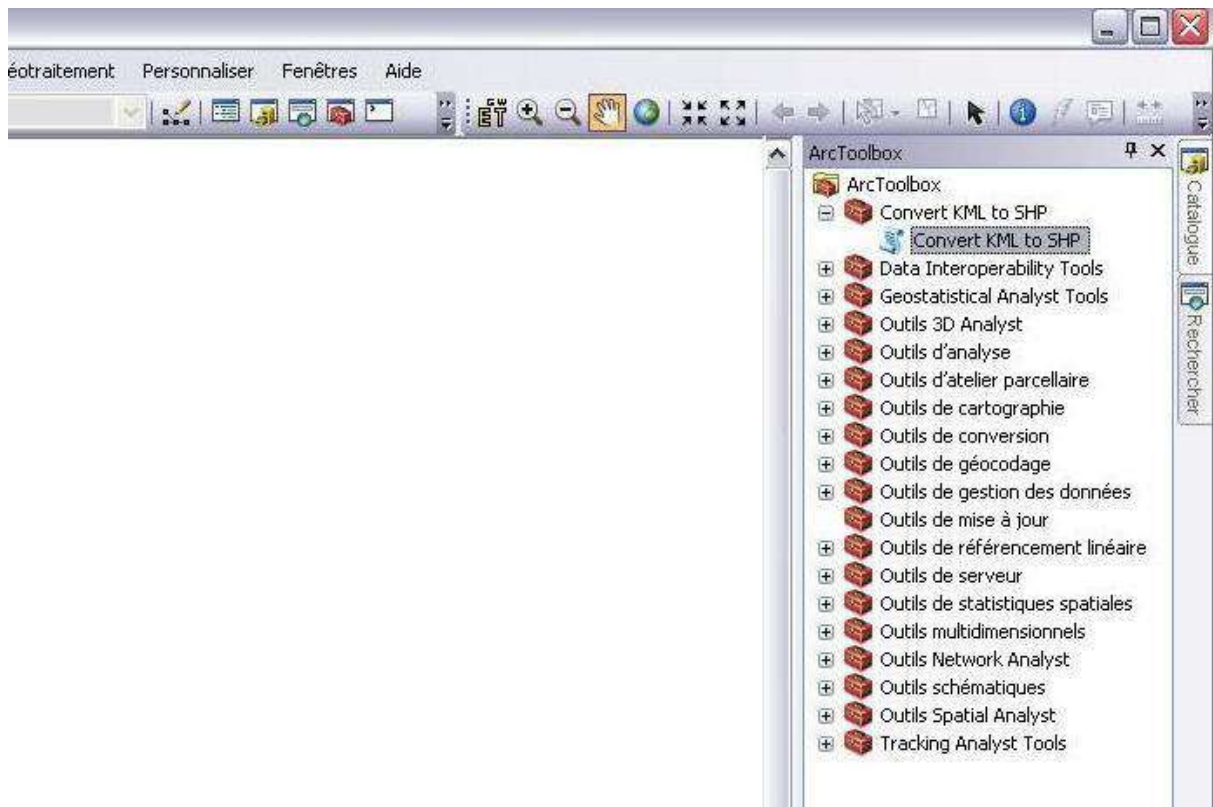 éotraitement Personnaliser Fenêtres Aide
ArcToolbox
ArcToolbox
Convert KML to SHP
Convert KML to SHP
Data Interoperability Tools
Geostatistical Analyst Tools
Outils 3D Analyst
Outils d'analyse
Outils d'atelier parcellaire
Outils de cartographie
Outils de conversion
Outils de géocodage
Outils de gestion des données
Outils de mise à jour
Outils de référencement linéaire
Outils de serveur
Outils de statistiques spatiales
Outils multidimensionnels
Outils Network Analyst
Outils schématiques
Outils Spatial Analyst
Tracking Analyst Tools
Catalogue
Rechercher